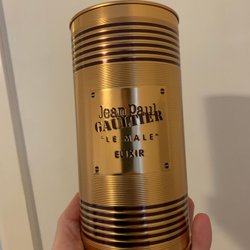 Jean Paul
GAULTIER
"LE MALE"
ELIXIR